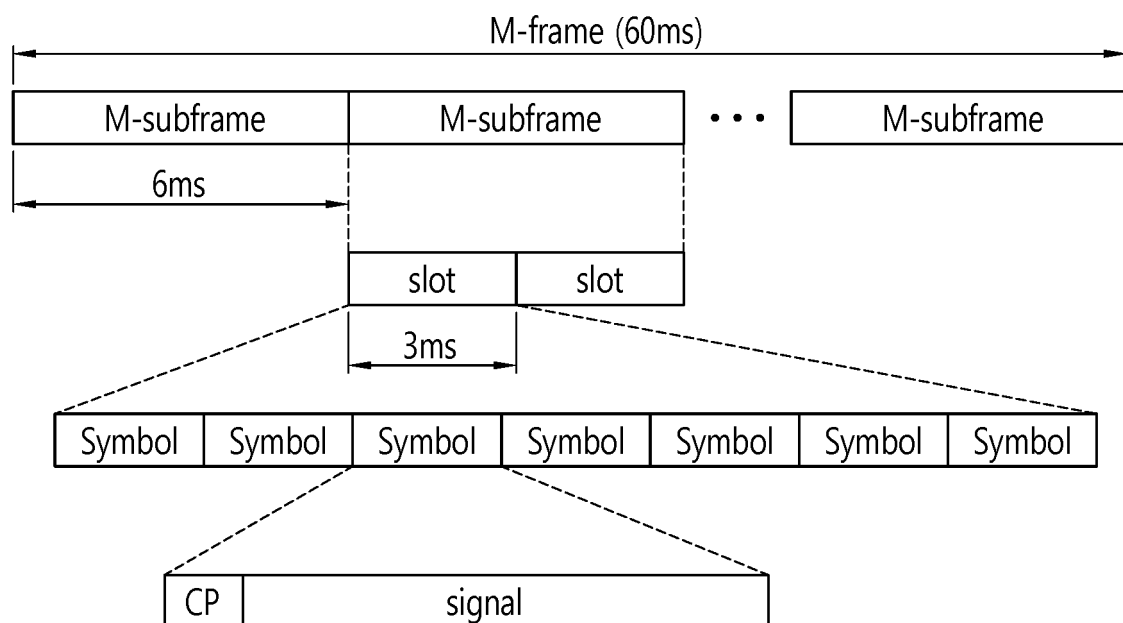 M-frame (60ms)
M-subframe M-subframe ... M-subframe
6ms
slot slot
3ms
Symbol Symbol Symbol Symbol Symbol Symbol Symbol
CP signal